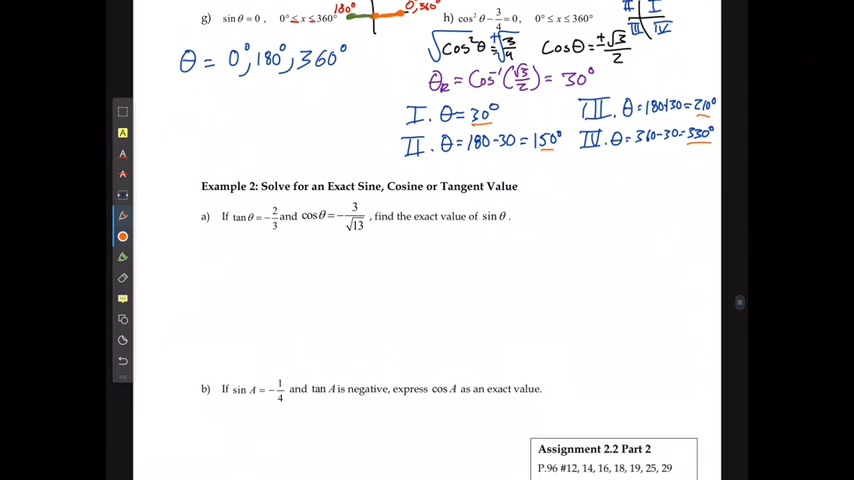 180° 0°,360° II I
g) sin θ = 0, 0° ≤ x ≤ 360° h) cos² θ - 3/4 = 0, 0° ≤ x ≤ 360° III IV
θ = 0°, 180°, 360° √cos²θ = ±√3/4 cosθ = ±√3/2
θR = Cos⁻¹(√3/2) = 30°
I. θ = 30° III. θ = 180+30 = 210°
II. θ = 180-30 = 150° IV. θ = 360-30 = 330°
Example 2: Solve for an Exact Sine, Cosine or Tangent Value
a) If tan θ = -2/3 and cos θ = -3/√13, find the exact value of sin θ.
b) If sin A = -1/4 and tan A is negative, express cos A as an exact value.
Assignment 2.2 Part 2
P.96 #12, 14, 16, 18, 19, 25, 29